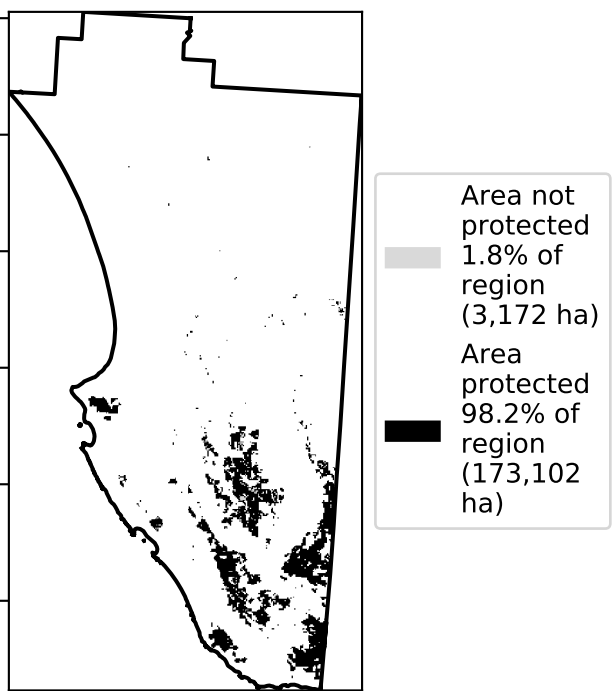 Area not
protected
1.8% of
region
(3,172 ha)
Area
protected
98.2% of
region
(173,102
ha)